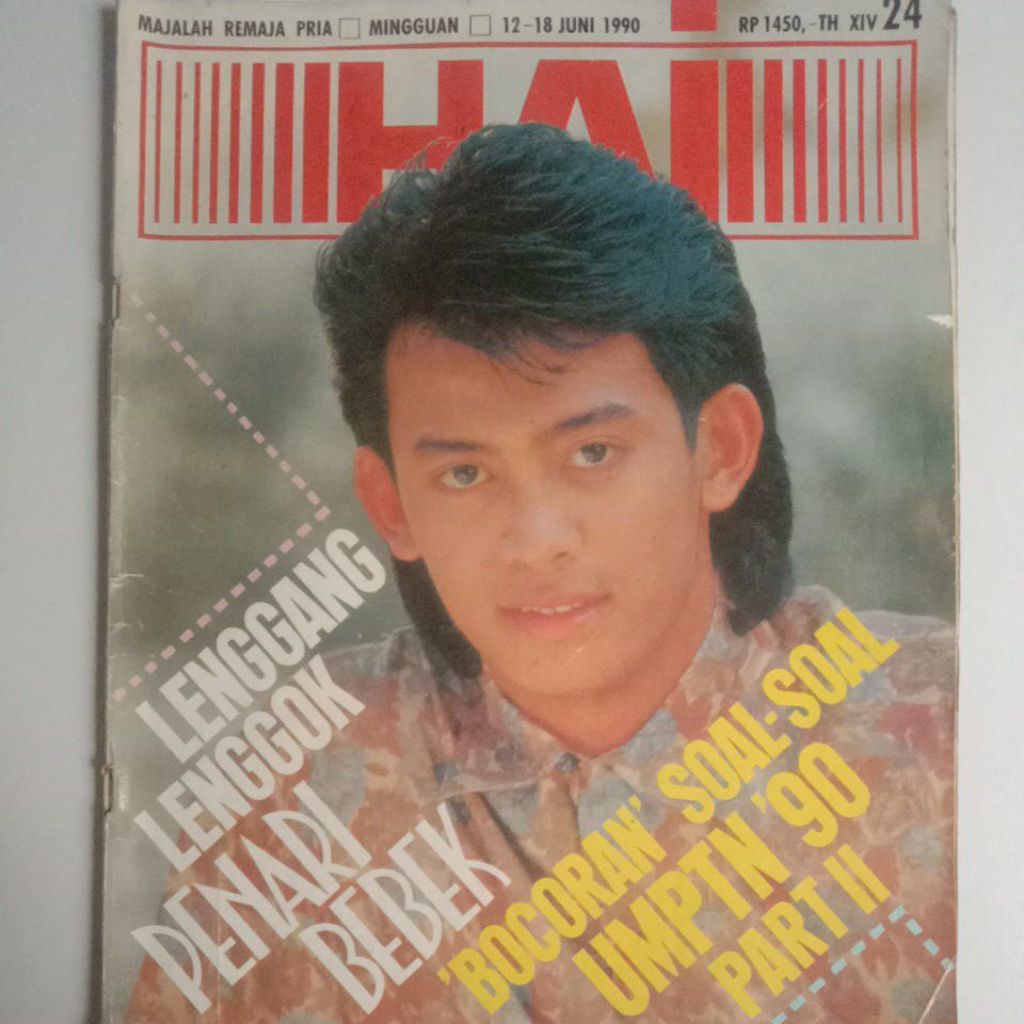 MAJALAH REMAJA PRIA □ MINGGUAN □ 12-18 JUNI 1990 RP 1450,-TH XIV 24
HAI
LENGGANG
LENGGOK
PENARI
BEBEK
'BOCORAN' SOAL-SOAL
UMPTN '90
PART II